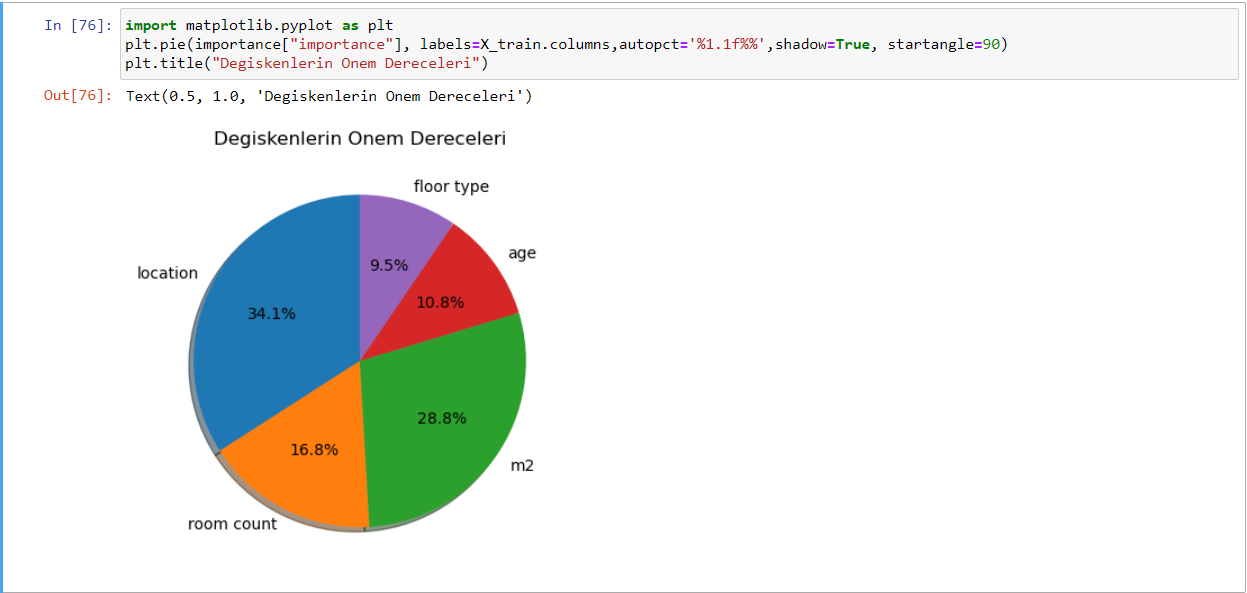 In [76]: import matplotlib.pyplot as plt
plt.pie(importance["importance"], labels=X_train.columns,autopct='%1.1f%%',shadow=True, startangle=90)
plt.title("Degiskenlerin Onem Dereceleri")
Out[76]: Text(0.5, 1.0, 'Degiskenlerin Onem Dereceleri')
Degiskenlerin Onem Dereceleri
floor type
age
location
9.5%
10.8%
34.1%
28.8%
16.8%
m2
room count